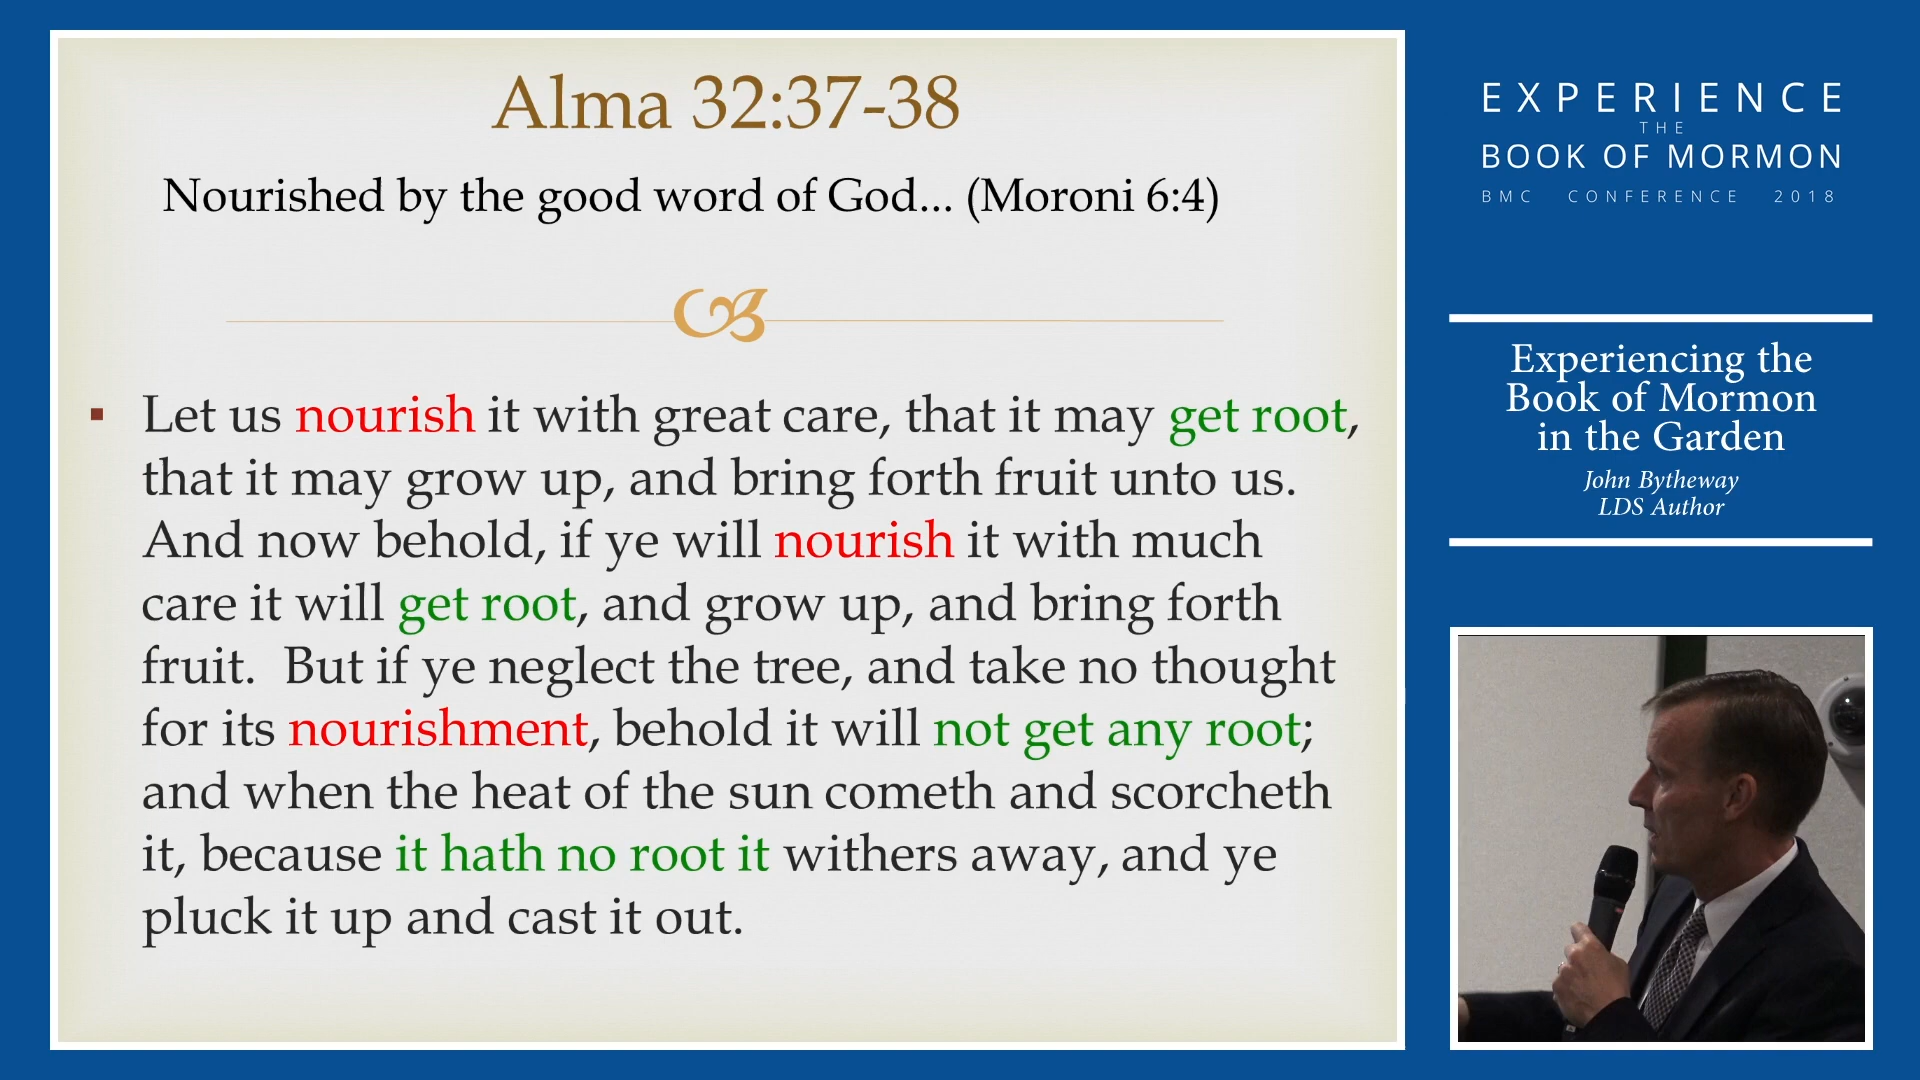 Alma 32:37-38
Nourished by the good word of God... (Moroni 6:4)
▪ Let us nourish it with great care, that it may get root,
that it may grow up, and bring forth fruit unto us.
And now behold, if ye will nourish it with much
care it will get root, and grow up, and bring forth
fruit.  But if ye neglect the tree, and take no thought
for its nourishment, behold it will not get any root;
and when the heat of the sun cometh and scorcheth
it, because it hath no root it withers away, and ye
pluck it up and cast it out.
EXPERIENCE
THE
BOOK OF MORMON
BMC CONFERENCE 2018
Experiencing the
Book of Mormon
in the Garden
John Bytheway
LDS Author